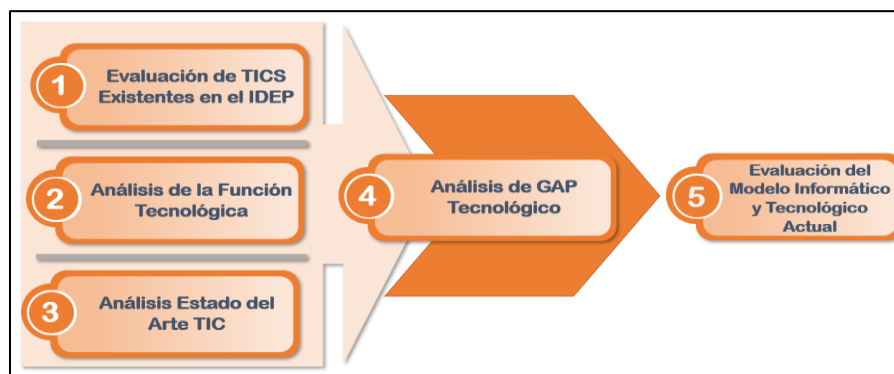 1
Evaluación de TICS
Existentes en el IDEP
2
Análisis de la Función
Tecnológica
3
Análisis Estado del
Arte TIC
4
Análisis de GAP
Tecnológico
5
Evaluación del
Modelo Informático
y Tecnológico
Actual